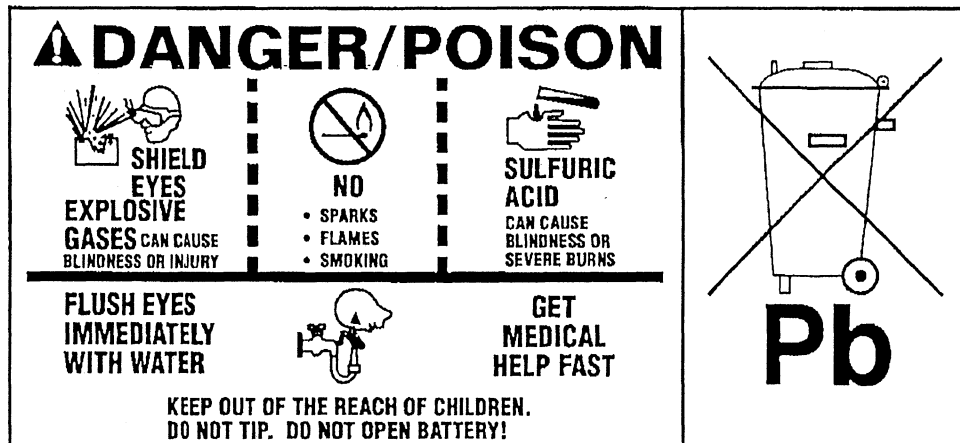 DANGER/POISON
SHIELD
EYES
EXPLOSIVE
GASES CAN CAUSE
BLINDNESS OR INJURY
NO
• SPARKS
• FLAMES
• SMOKING
SULFURIC
ACID
CAN CAUSE
BLINDNESS OR
SEVERE BURNS
FLUSH EYES
IMMEDIATELY
WITH WATER
GET
MEDICAL
HELP FAST
KEEP OUT OF THE REACH OF CHILDREN.
DO NOT TIP. DO NOT OPEN BATTERY!
Pb